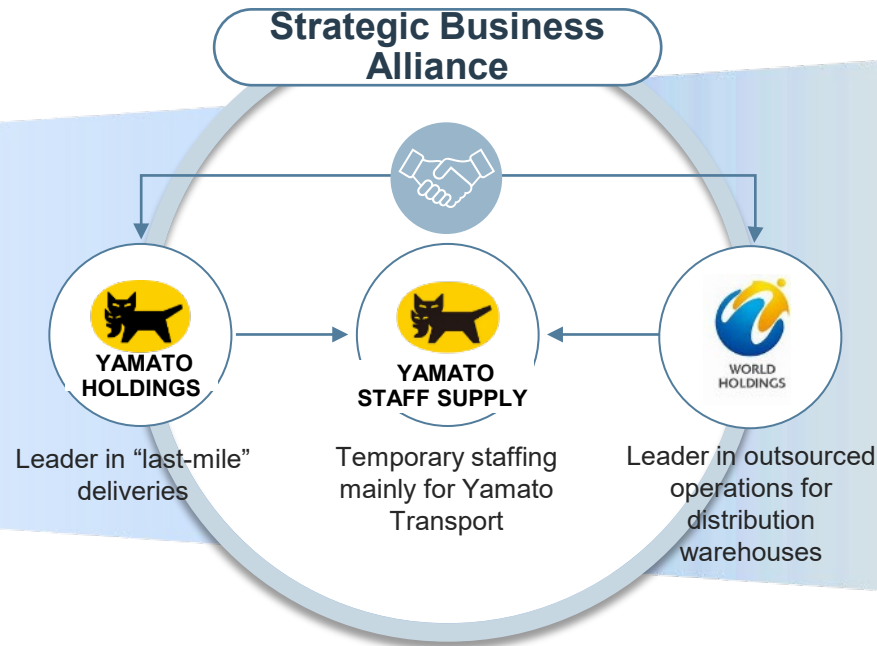 Strategic Business
Alliance
YAMATO
HOLDINGS
YAMATO
STAFF SUPPLY
WORLD
HOLDINGS
Leader in “last-mile”
deliveries
Temporary staffing
mainly for Yamato
Transport
Leader in outsourced
operations for
distribution
warehouses